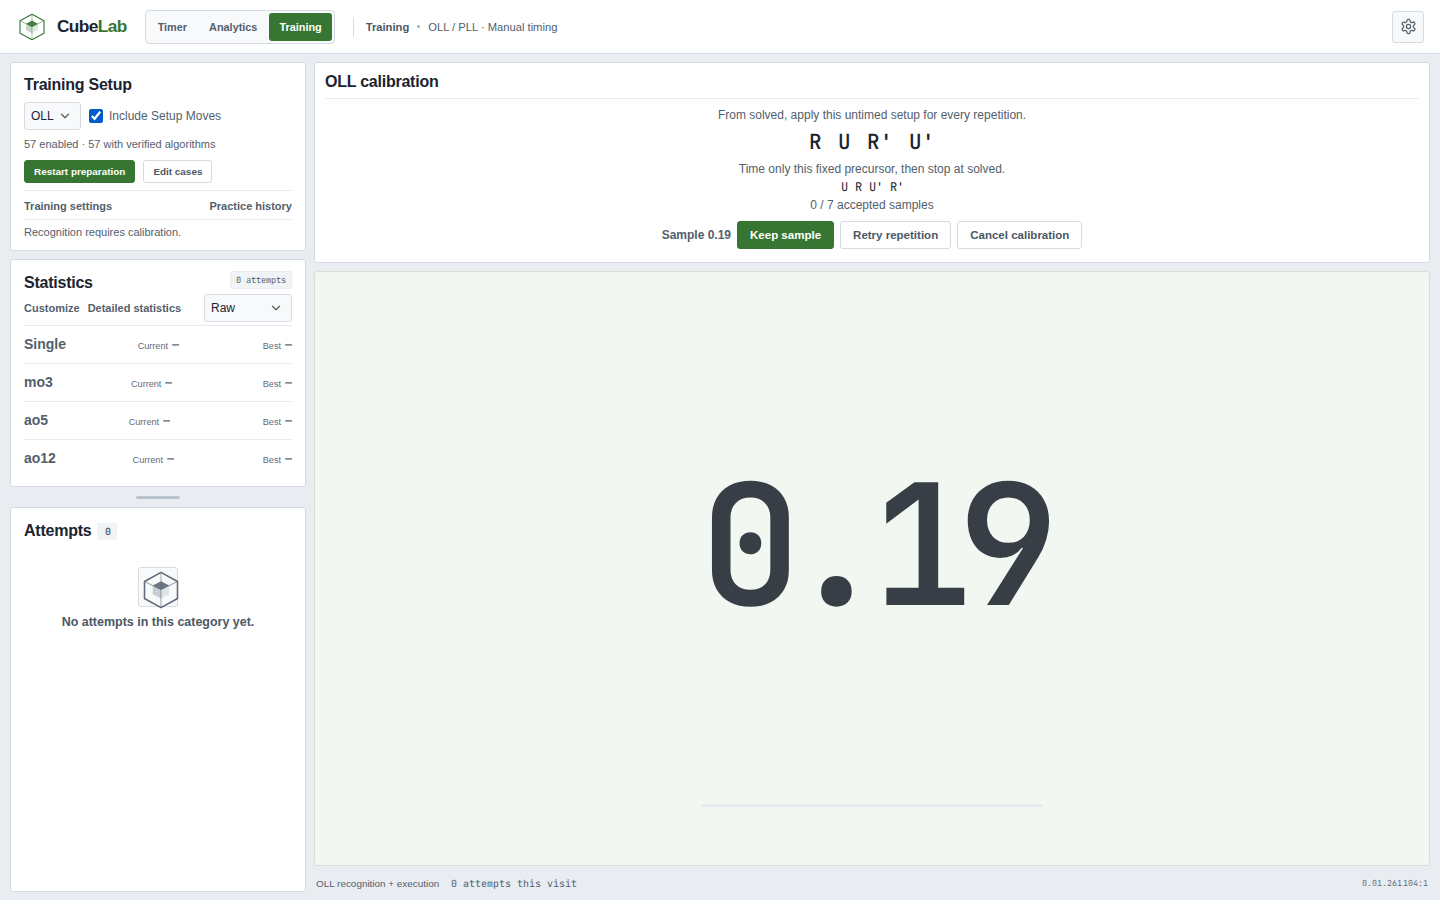 CubeLab
Timer Analytics Training
Training • OLL / PLL · Manual timing
Training Setup
OLL Include Setup Moves
57 enabled · 57 with verified algorithms
Restart preparation Edit cases
Training settings Practice history
Recognition requires calibration.
Statistics 0 attempts
Customize Detailed statistics Raw
Single Current – Best –
mo3 Current – Best –
ao5 Current – Best –
ao12 Current – Best –
Attempts 0
No attempts in this category yet.
OLL calibration
From solved, apply this untimed setup for every repetition.
R U R' U'
Time only this fixed precursor, then stop at solved.
U R U' R'
0 / 7 accepted samples
Sample 0.19 Keep sample Retry repetition Cancel calibration
0.19
OLL recognition + execution 0 attempts this visit
0.01.261104:1